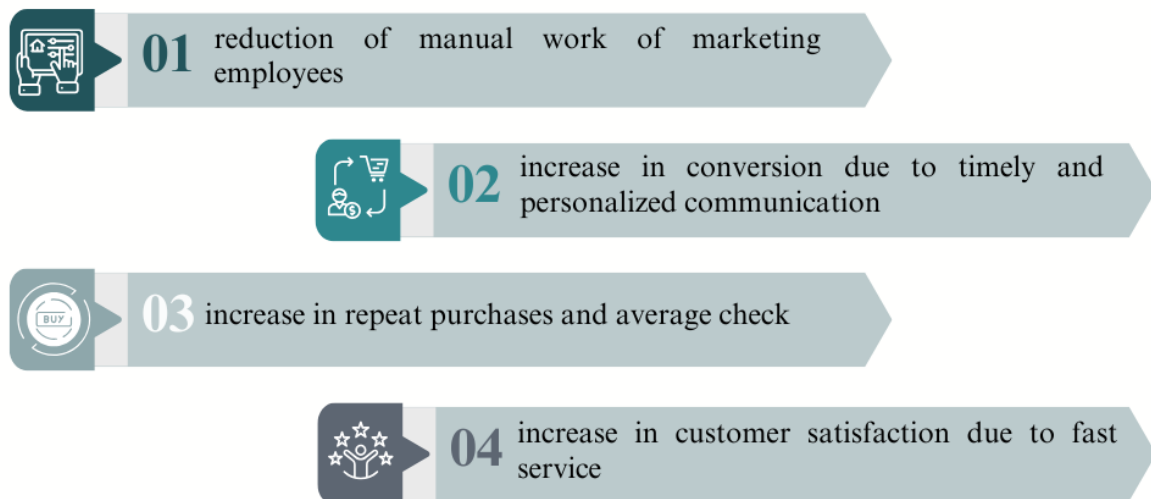 01
reduction of manual work of marketing
employees
02
increase in conversion due to timely and
personalized communication
BUY
03
increase in repeat purchases and average check
04
increase in customer satisfaction due to fast
service